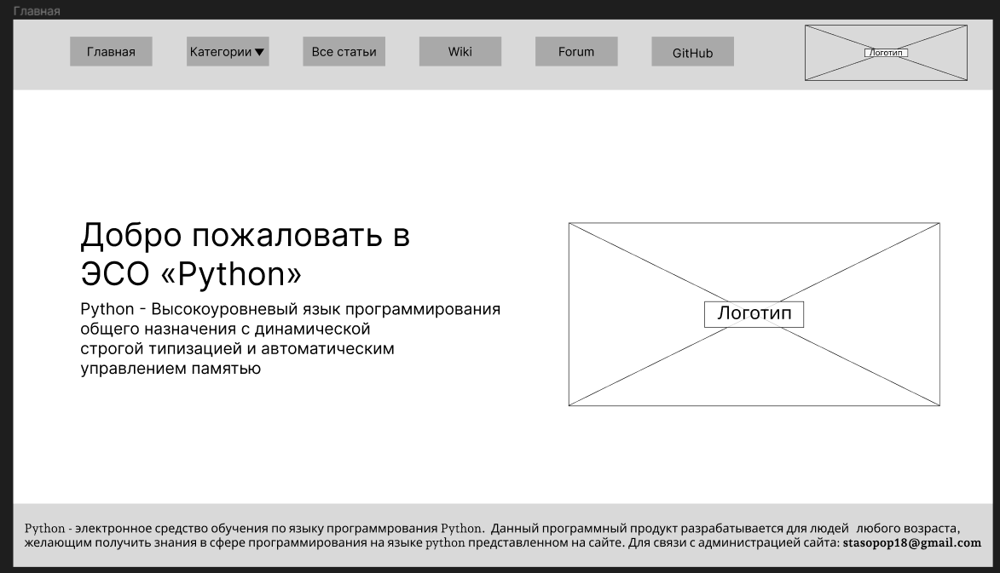 Главная
Главная
Категории ▼
Все статьи
Wiki
Forum
GitHub
Логотип
Добро пожаловать в
ЭСО «Python»
Python - Высокоуровневый язык программирования
общего назначения с динамической
строгой типизацией и автоматическим
управлением памятью
Логотип
Python - электронное средство обучения по языку программрования Python. Данный программный продукт разрабатывается для людей любого возраста,
желающим получить знания в сфере программирования на языке python представленном на сайте. Для связи с администрацией сайта: stasopop18@gmail.com